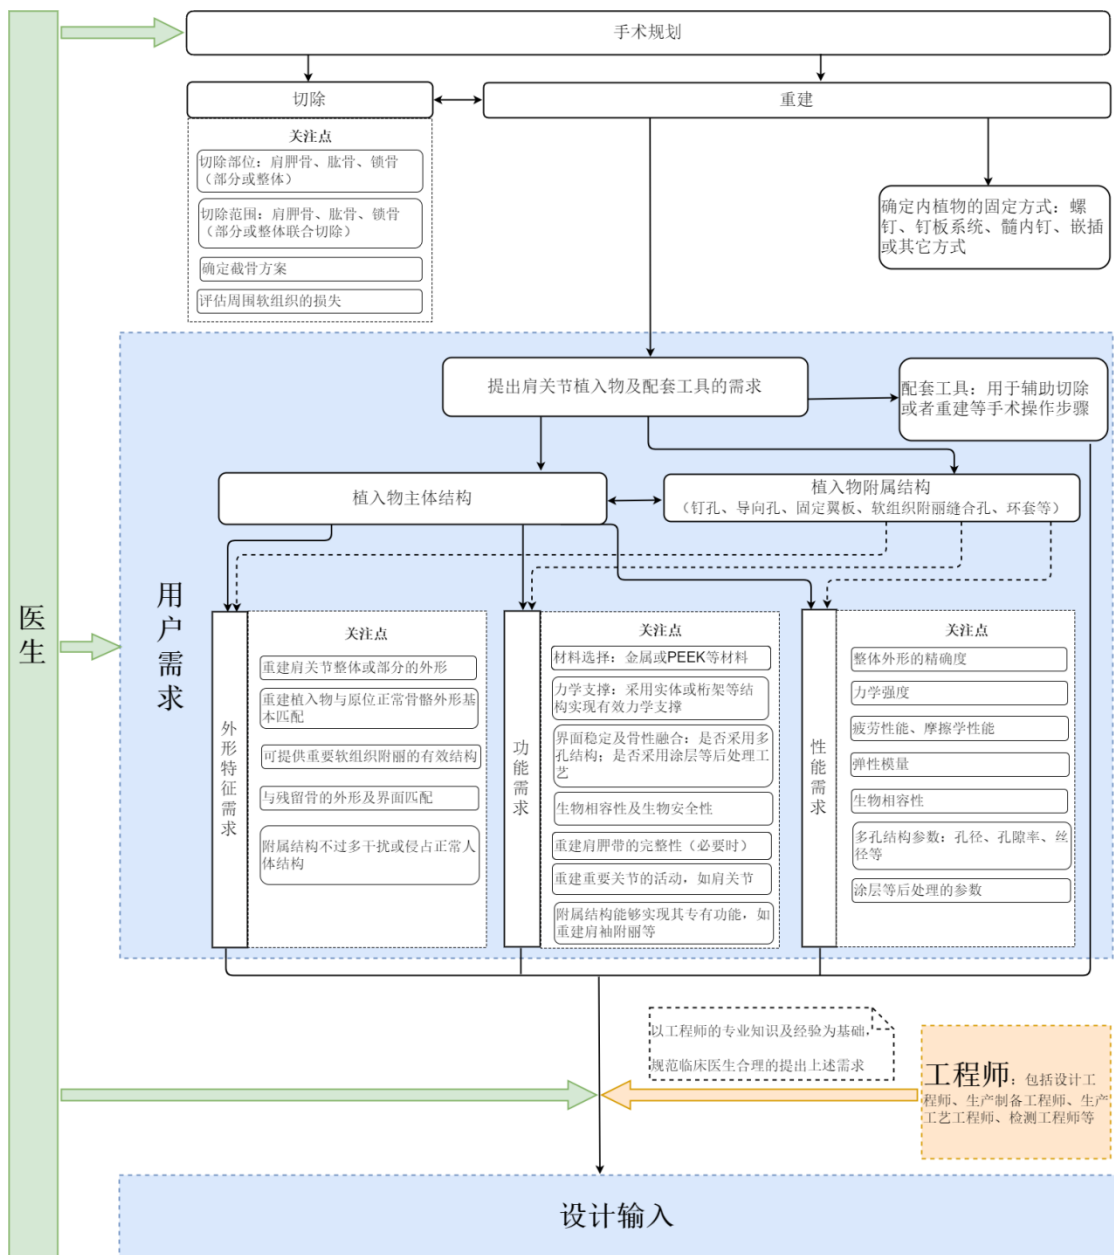 手术规划
切除
重建
关注点
切除部位：肩胛骨、肱骨、锁骨
（部分或整体）
切除范围：肩胛骨、肱骨、锁骨
（部分或整体联合切除）
确定截骨方案
评估周围软组织的损失
确定内植物的固定方式：螺
钉、钉板系统、髓内钉、嵌插
或其它方式
提出肩关节植入物及配套工具的需求
配套工具：用于辅助切除
或者重建等手术操作步骤
植入物主体结构
植入物附属结构
（钉孔、导向孔、固定翼板、软组织附丽缝合孔、环套等）
医生
用户需求
外形特征需求
关注点
重建肩关节整体或部分的外形
重建植入物与原位正常骨骼外形基
本匹配
可提供重要软组织附丽的有效结构
与残留骨的外形及界面匹配
附属结构不过多干扰或侵占正常人
体结构
功能需求
关注点
材料选择：金属或PEEK等材料
力学支撑：采用实体或桁架等结
构实现有效力学支撑
界面稳定及骨性融合：是否采用多
孔结构；是否采用涂层等后处理工
艺
生物相容性及生物安全性
重建肩胛带的完整性（必要时）
重建重要关节的活动，如肩关节
附属结构能够实现其专有功能，如
重建肩袖附丽等
性能需求
关注点
整体外形的精确度
力学强度
疲劳性能、摩擦学性能
弹性模量
生物相容性
多孔结构参数：孔径、孔隙率、丝
径等
涂层等后处理的参数
以工程师的专业知识及经验为基础，
规范临床医生合理的提出上述需求
工程师：包括设计工
程师、生产制备工程师、生产
工艺工程师、检测工程师等
设计输入